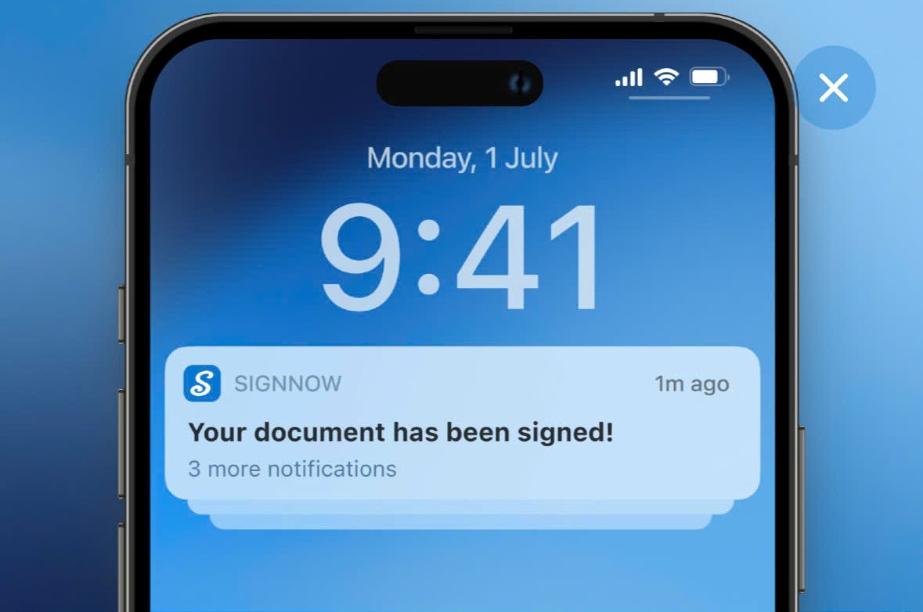 Monday, 1 July
9:41
SIGNNOW 1m ago
Your document has been signed!
3 more notifications